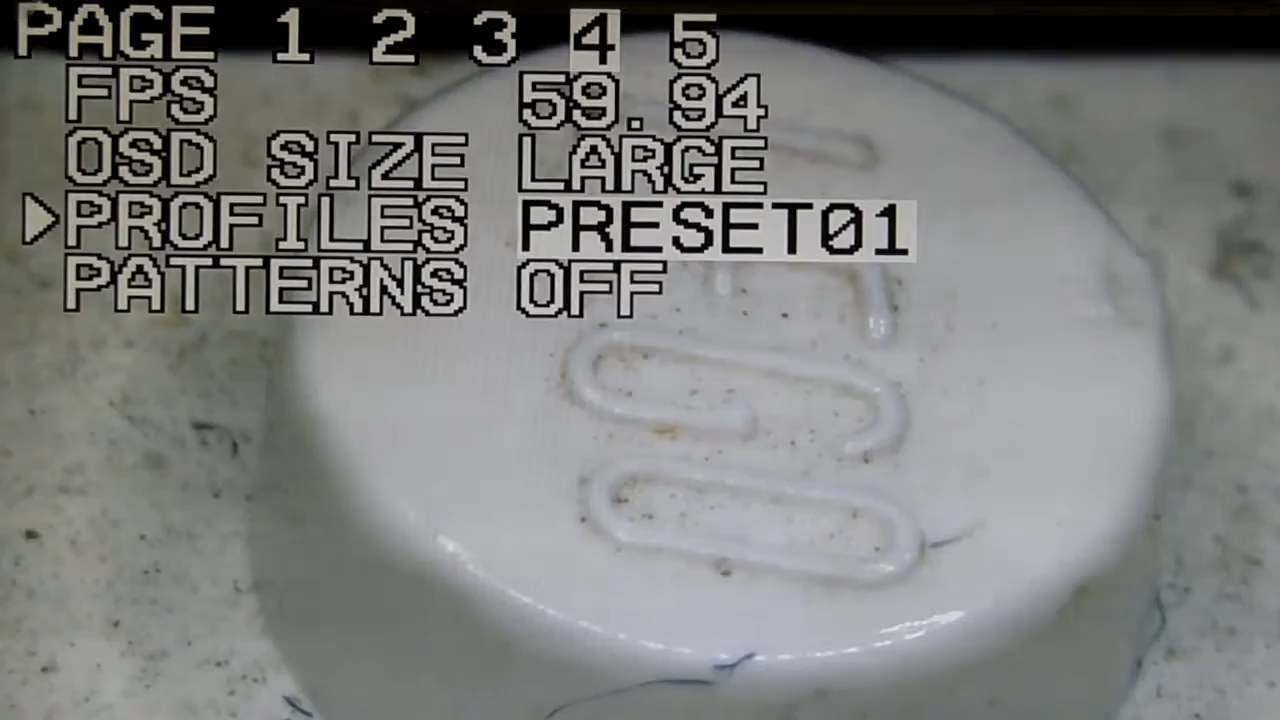 PAGE 1 2 3 4 5
FPS 59.94
OSD SIZE LARGE
PROFILES PRESET01
PATTERNS OFF